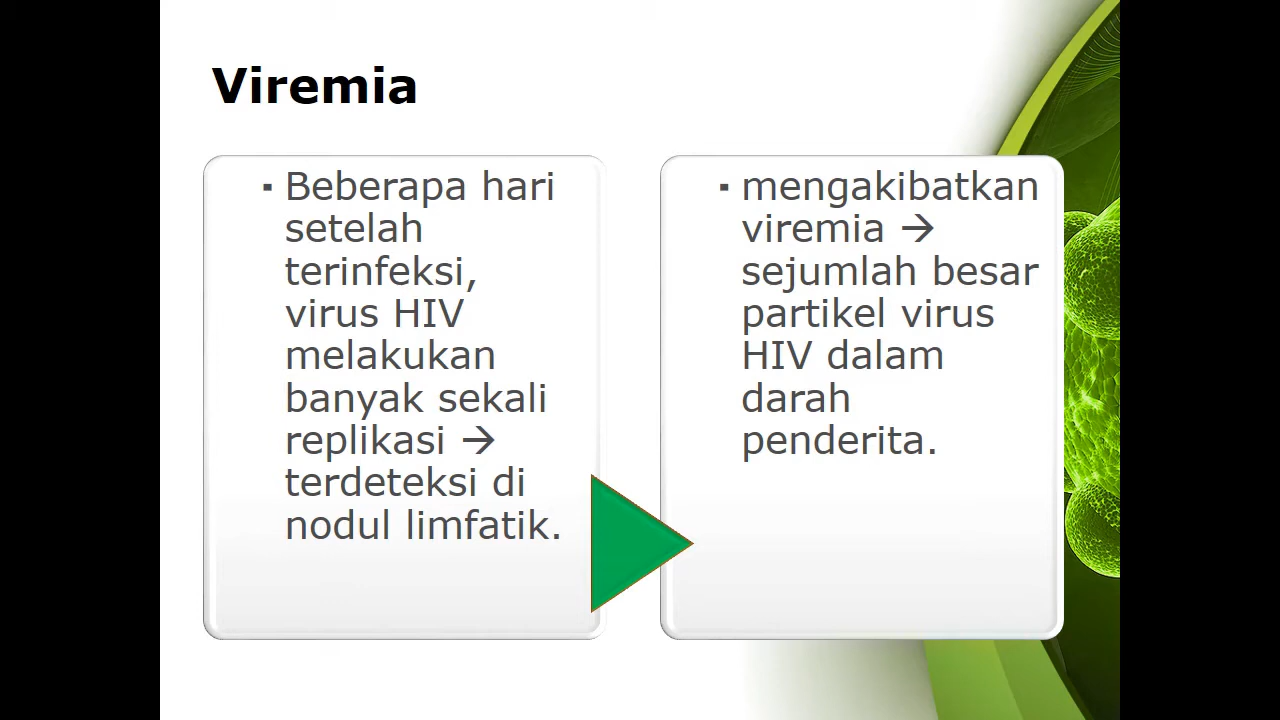 Viremia
▪ Beberapa hari
setelah
terinfeksi,
virus HIV
melakukan
banyak sekali
replikasi →
terdeteksi di
nodul limfatik.
▪ mengakibatkan
viremia →
sejumlah besar
partikel virus
HIV dalam
darah
penderita.